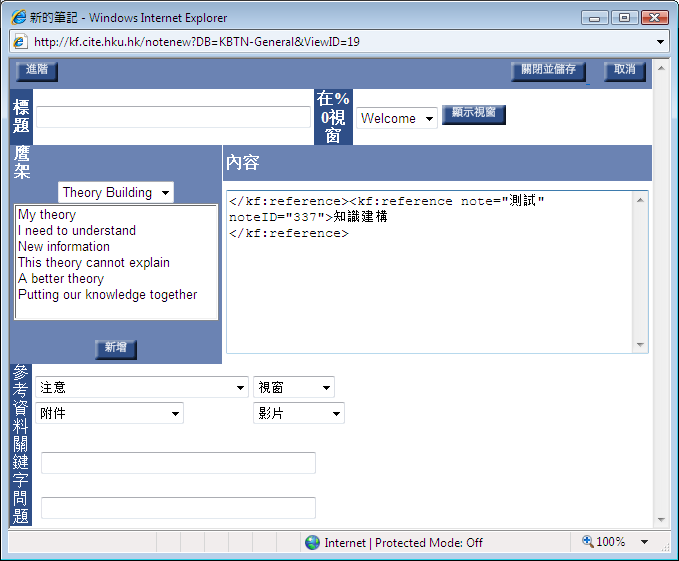 新的筆記 - Windows Internet Explorer
http://kf.cite.hku.hk/notenew?DB=KBTN-General&ViewID=19
進階
關閉並儲存
取消
標題
在%0視窗
Welcome
顯示視窗
鷹架
Theory Building
My theory
I need to understand
New information
This theory cannot explain
A better theory
Putting our knowledge together
新增
內容
</kf:reference><kf:reference note="測試"
noteID="337">知識建構
</kf:reference>
參考資料
注意
視窗
附件
影片
關鍵字
問題
Internet | Protected Mode: Off
100%